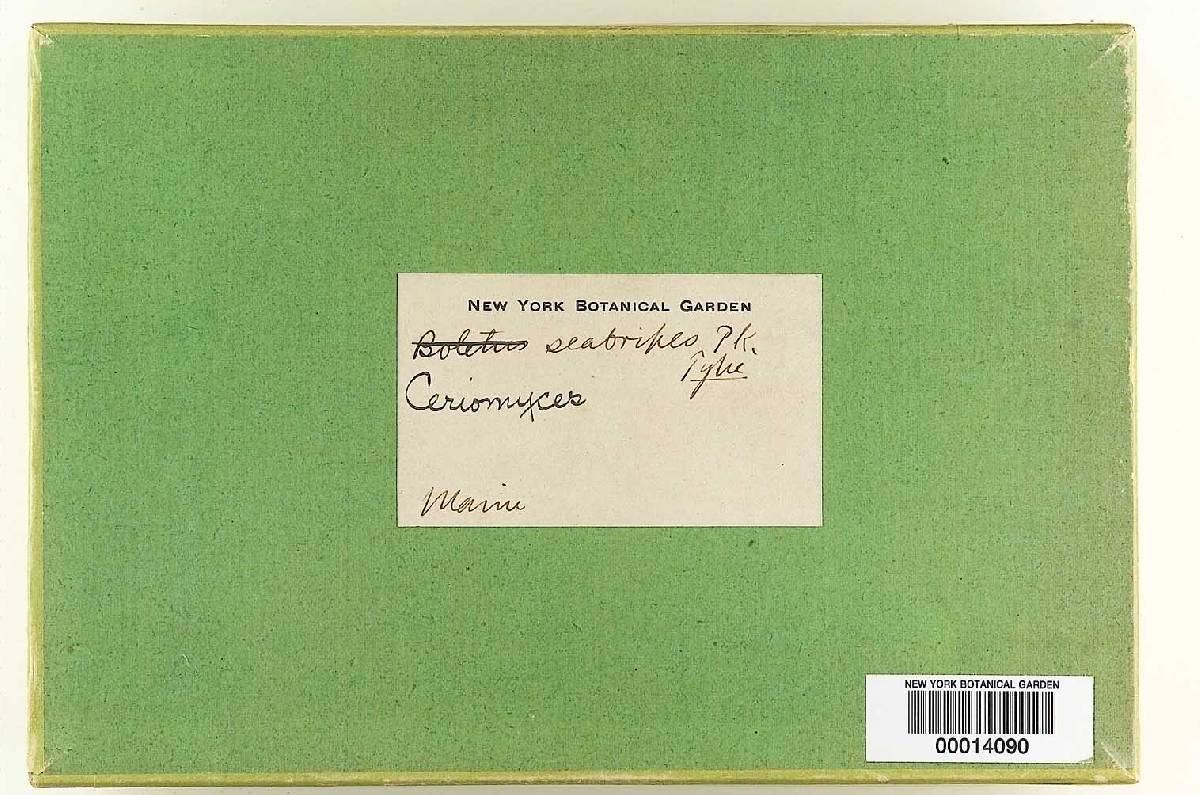 NEW YORK BOTANICAL GARDEN
Boletus scabripes Pk.
Type
Ceriomyces
Maine
NEW YORK BOTANICAL GARDEN
00014090